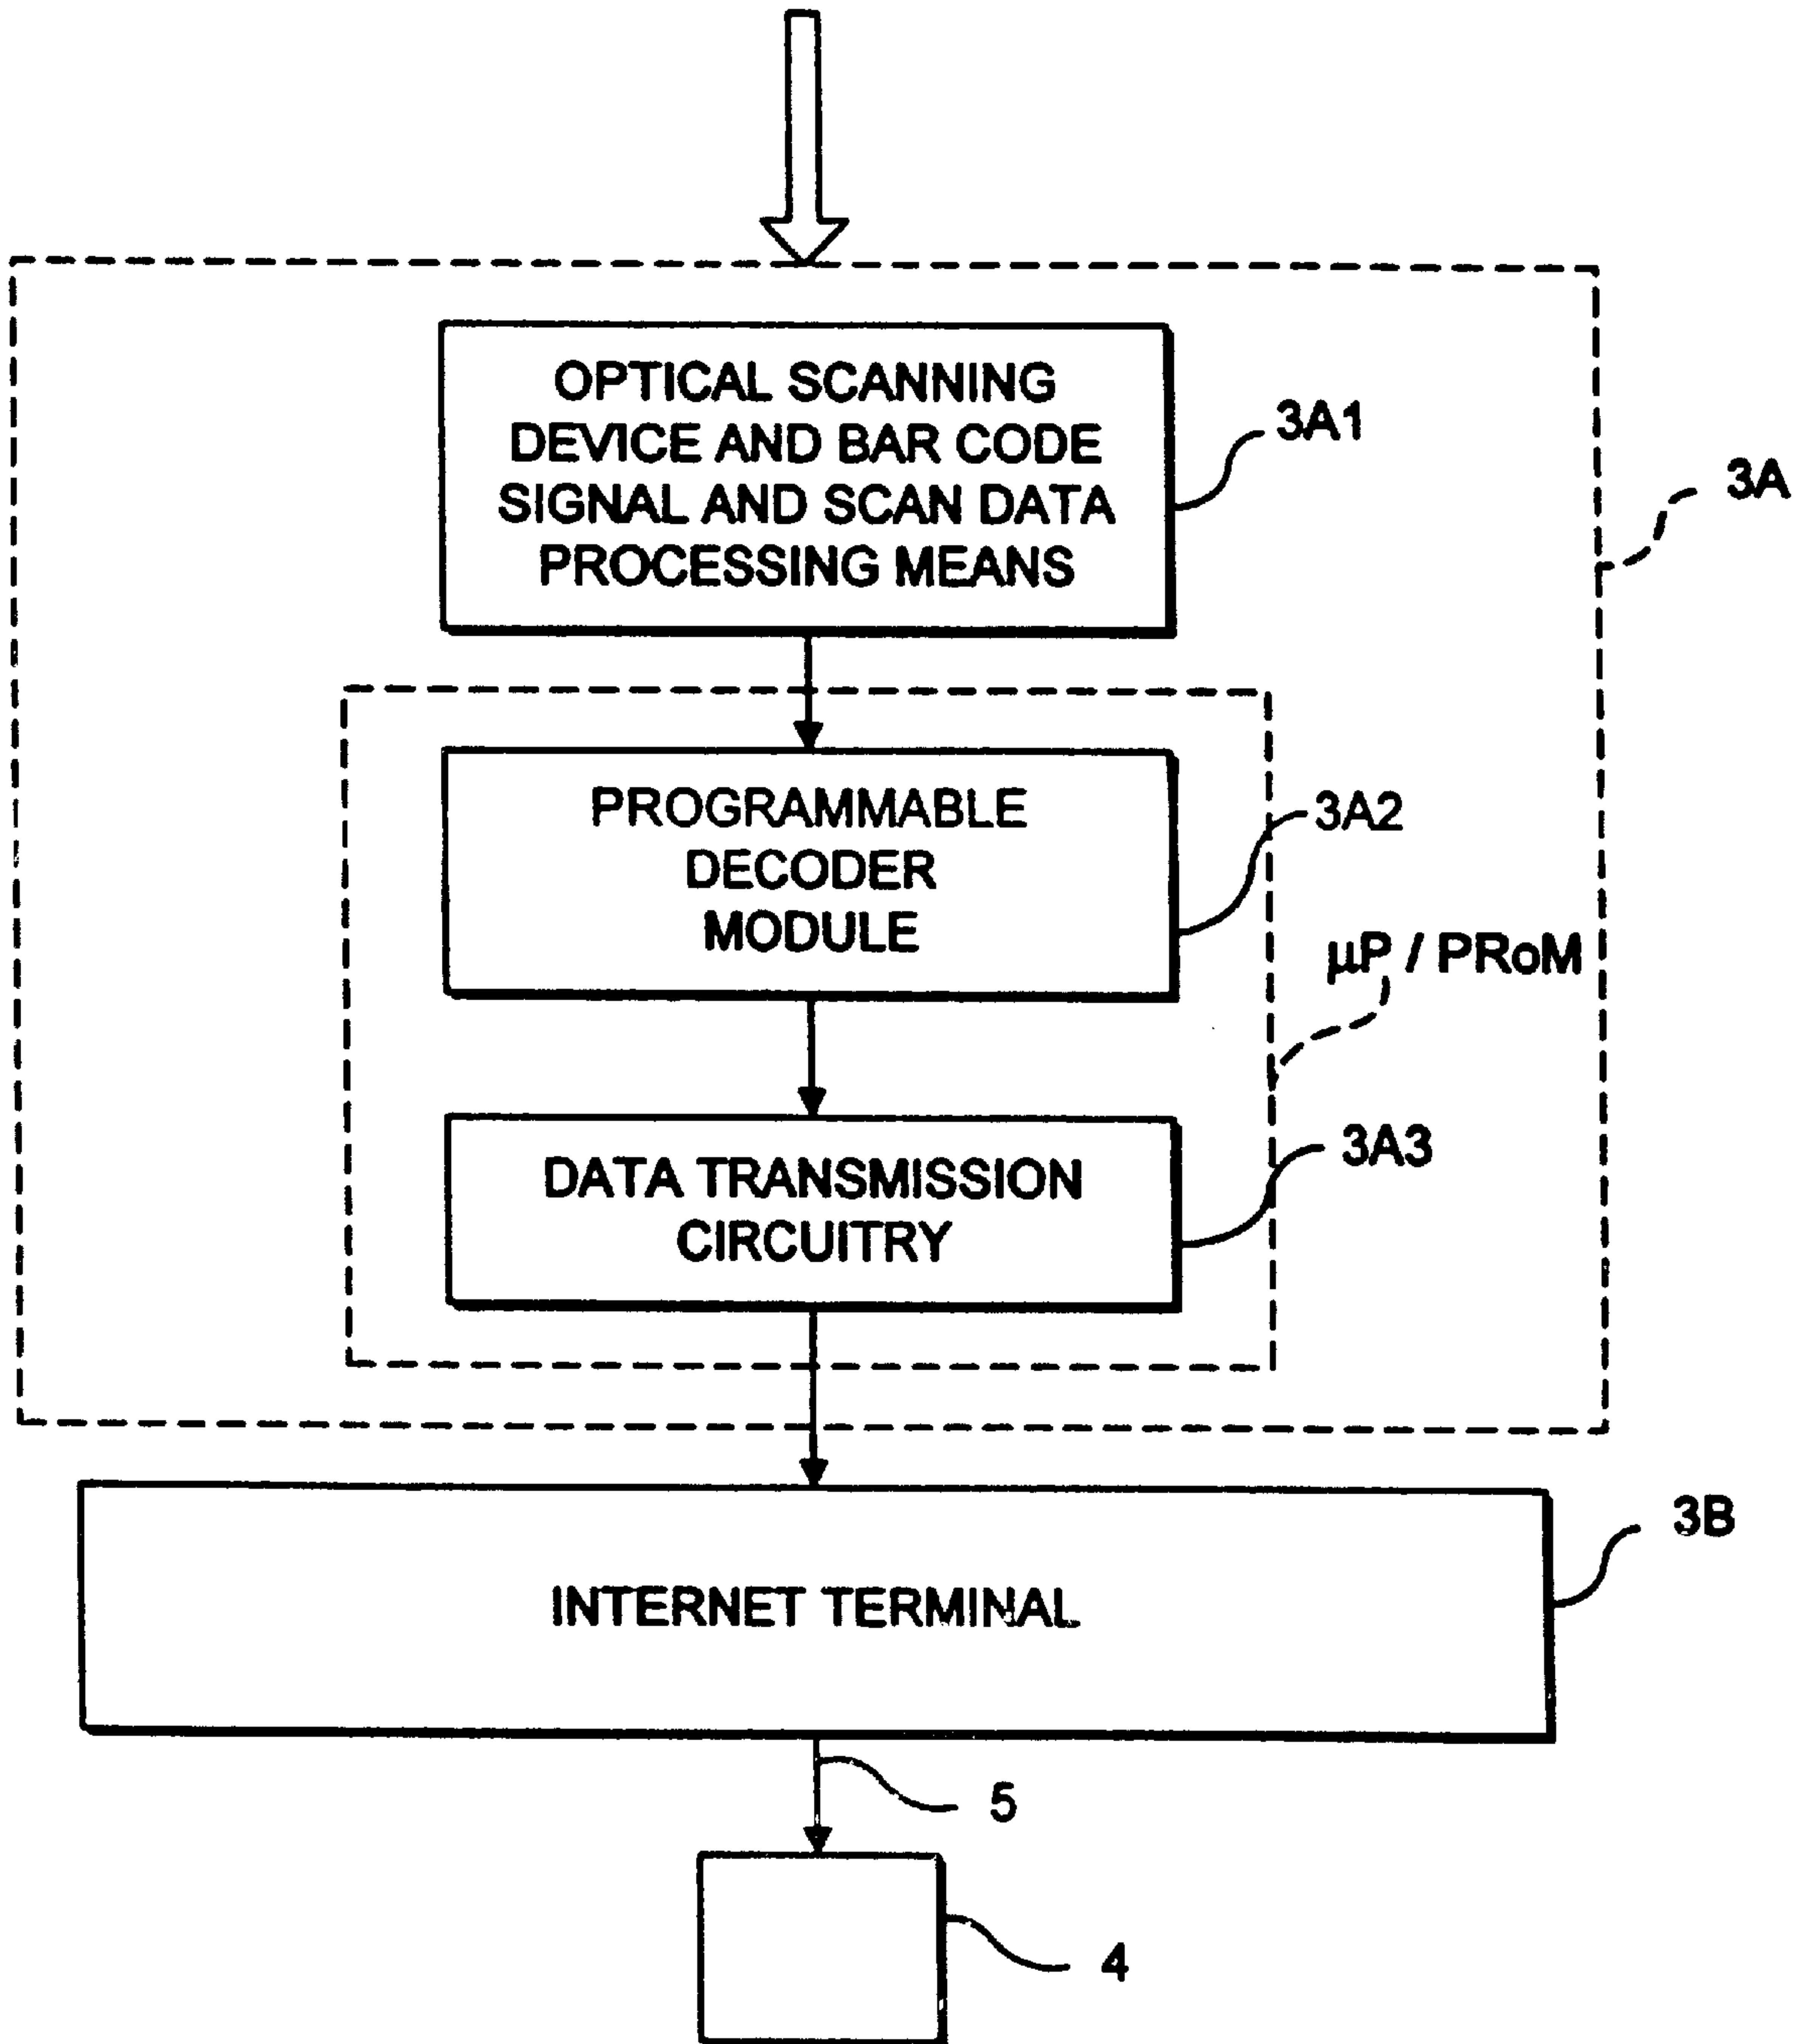 OPTICAL SCANNING
DEVICE AND BAR CODE
SIGNAL AND SCAN DATA
PROCESSING MEANS
3A1
3A
PROGRAMMABLE
DECODER
MODULE
3A2
µP / PRoM
DATA TRANSMISSION
CIRCUITRY
3A3
INTERNET TERMINAL
3B
5
4